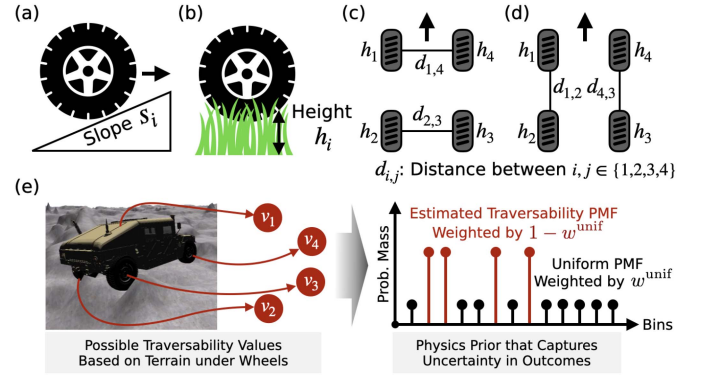 (a)
Slope s_i
(b)
Height
h_i
(c)
h_1
h_4
d_{1,4}
h_2
h_3
d_{2,3}
(d)
h_1
h_4
d_{1,2} d_{4,3}
h_2
h_3
d_{i,j}: Distance between i, j ∈ {1,2,3,4}
(e)
v_1
v_4
v_3
v_2
Possible Traversability Values
Based on Terrain under Wheels
Prob. Mass
Estimated Traversability PMF
Weighted by 1 − w^{unif}
Uniform PMF
Weighted by w^{unif}
Bins
Physics Prior that Captures
Uncertainty in Outcomes